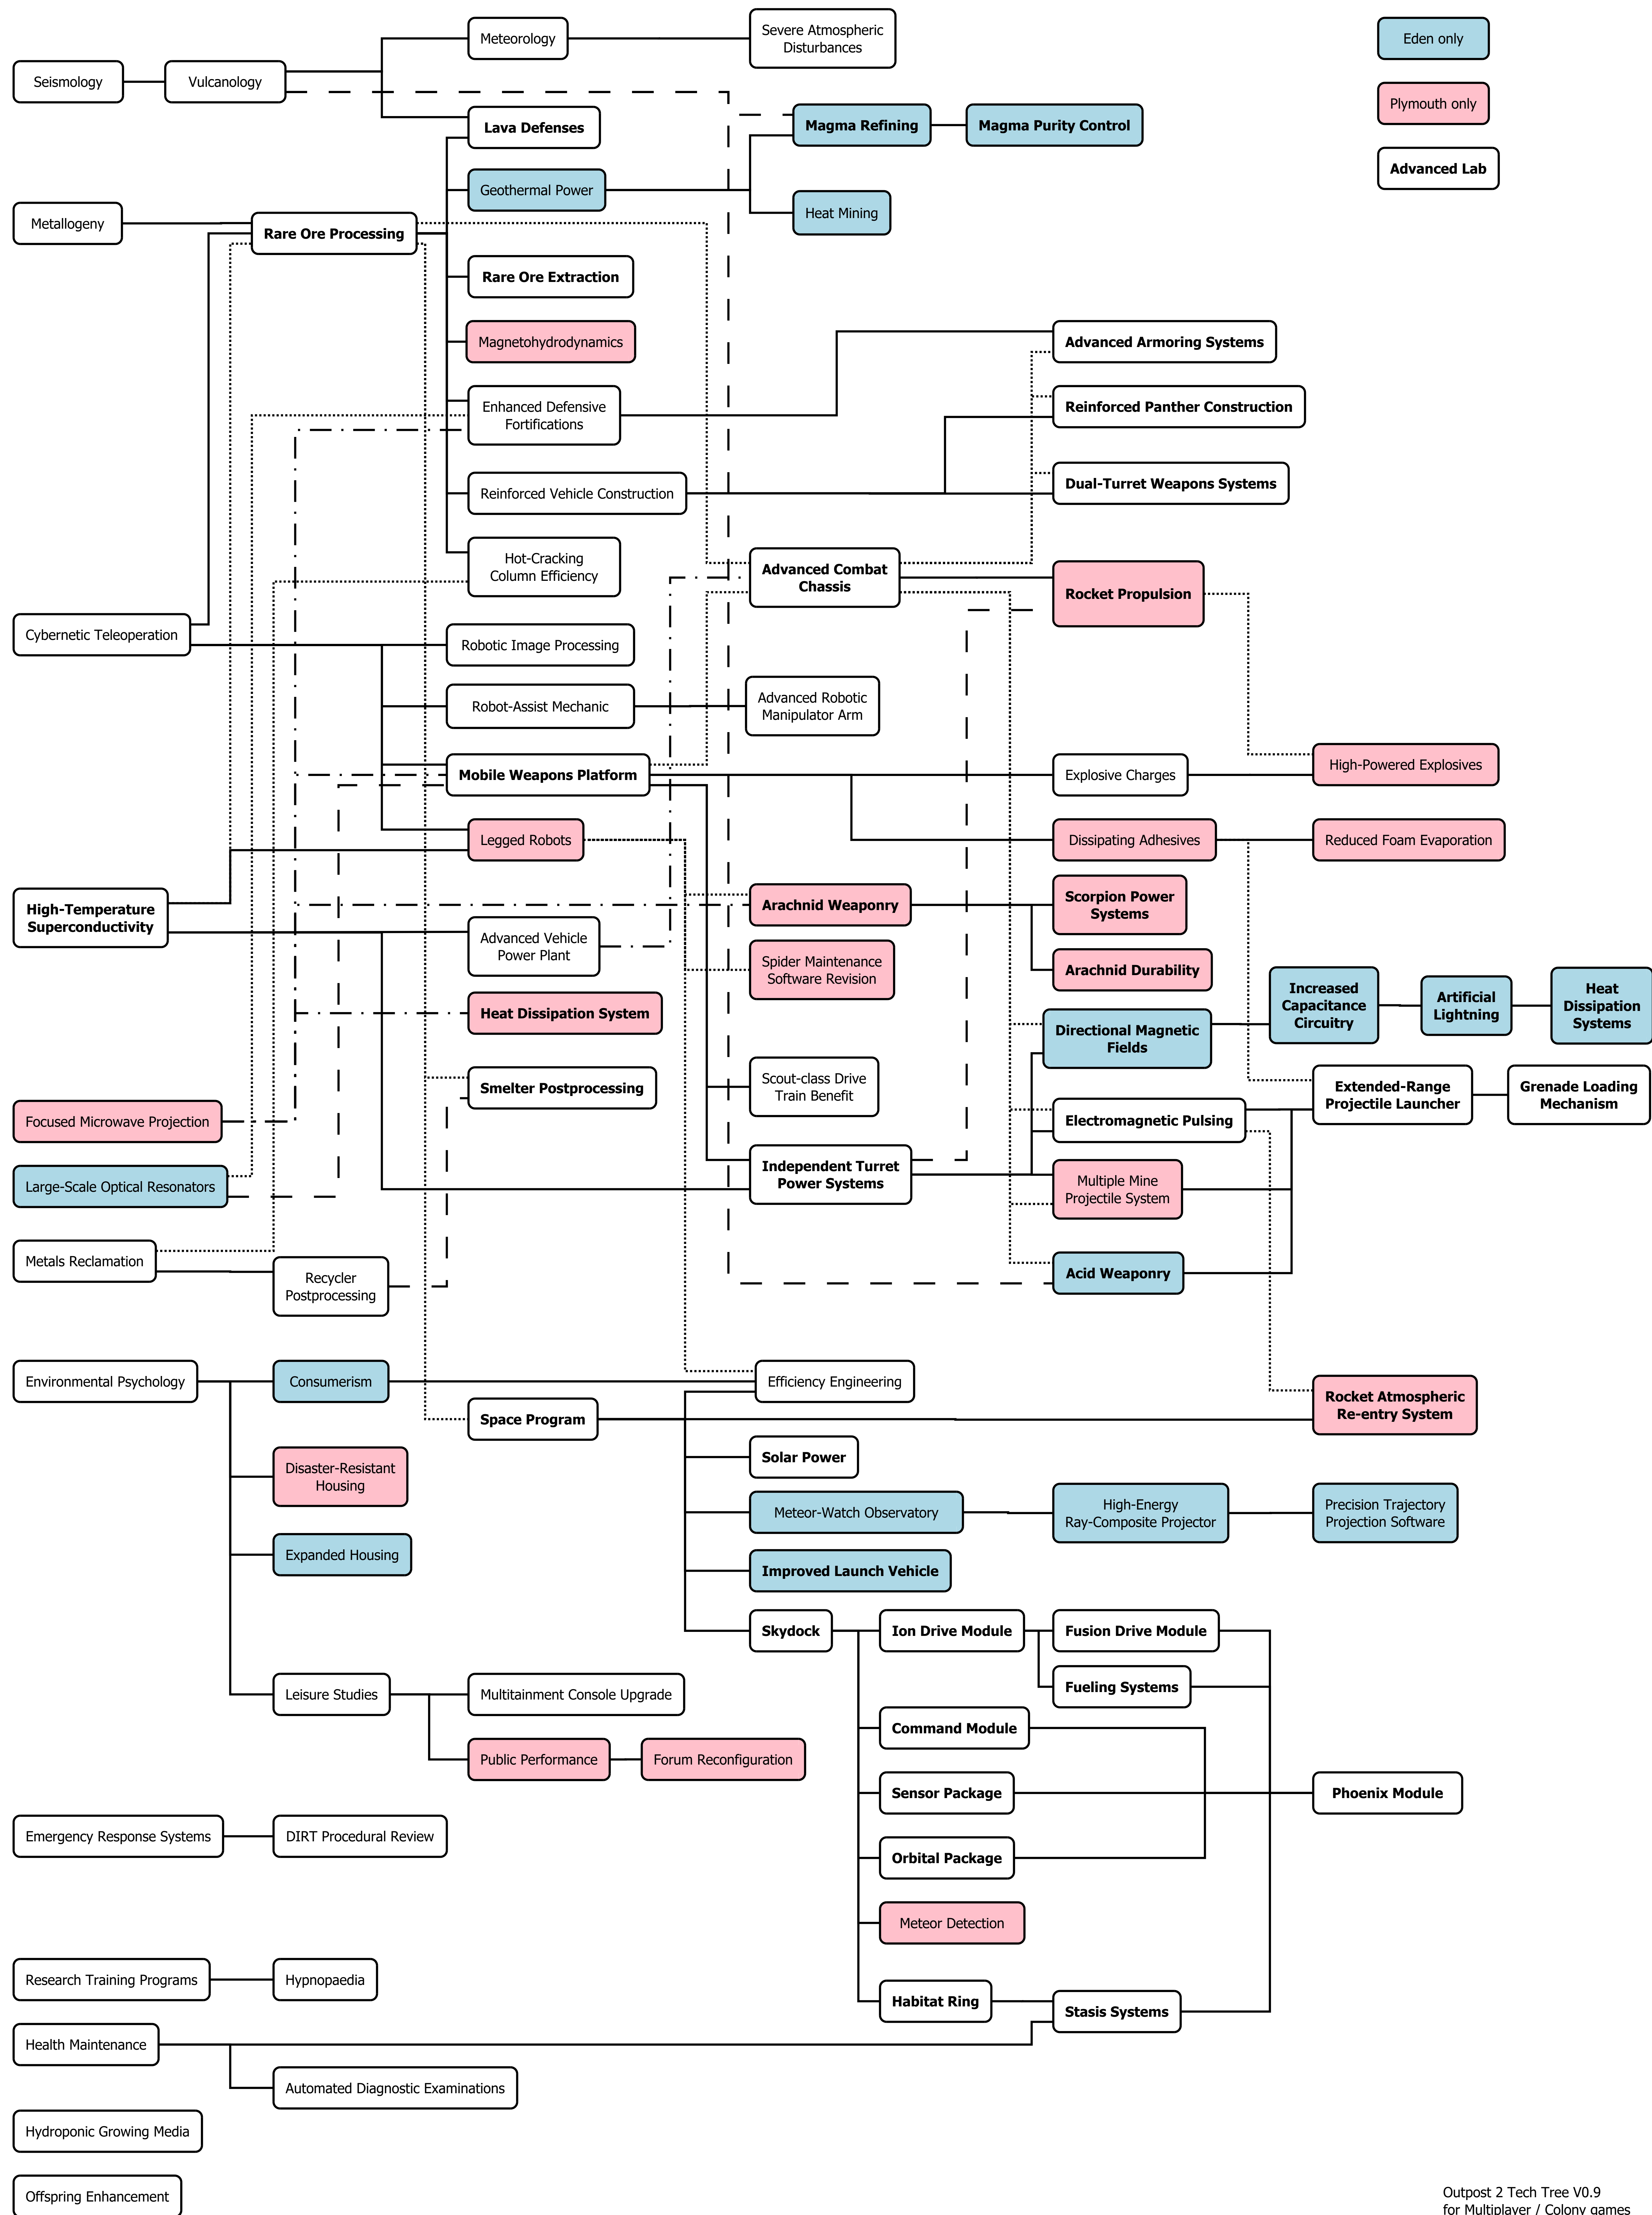 Meteorology
Severe Atmospheric
Disturbances
Eden only
Seismology
Vulcanology
Plymouth only
Lava Defenses
Magma Refining
Magma Purity Control
Advanced Lab
Geothermal Power
Heat Mining
Metallogeny
Rare Ore Processing
Rare Ore Extraction
Magnetohydrodynamics
Advanced Armoring Systems
Enhanced Defensive
Fortifications
Reinforced Panther Construction
Reinforced Vehicle Construction
Dual-Turret Weapons Systems
Hot-Cracking
Column Efficiency
Advanced Combat
Chassis
Rocket Propulsion
Cybernetic Teleoperation
Robotic Image Processing
Robot-Assist Mechanic
Advanced Robotic
Manipulator Arm
Mobile Weapons Platform
Explosive Charges
High-Powered Explosives
Legged Robots
Dissipating Adhesives
Reduced Foam Evaporation
High-Temperature
Superconductivity
Arachnid Weaponry
Scorpion Power
Systems
Advanced Vehicle
Power Plant
Spider Maintenance
Software Revision
Arachnid Durability
Heat Dissipation System
Directional Magnetic
Fields
Increased
Capacitance
Circuitry
Artificial
Lightning
Heat
Dissipation
Systems
Smelter Postprocessing
Scout-class Drive
Train Benefit
Extended-Range
Projectile Launcher
Grenade Loading
Mechanism
Focused Microwave Projection
Electromagnetic Pulsing
Large-Scale Optical Resonators
Independent Turret
Power Systems
Multiple Mine
Projectile System
Metals Reclamation
Recycler
Postprocessing
Acid Weaponry
Environmental Psychology
Consumerism
Efficiency Engineering
Space Program
Rocket Atmospheric
Re-entry System
Disaster-Resistant
Housing
Solar Power
Meteor-Watch Observatory
High-Energy
Ray-Composite Projector
Precision Trajectory
Projection Software
Expanded Housing
Improved Launch Vehicle
Skydock
Ion Drive Module
Fusion Drive Module
Leisure Studies
Multitainment Console Upgrade
Fueling Systems
Command Module
Public Performance
Forum Reconfiguration
Sensor Package
Phoenix Module
Emergency Response Systems
DIRT Procedural Review
Orbital Package
Meteor Detection
Research Training Programs
Hypnopaedia
Habitat Ring
Stasis Systems
Health Maintenance
Automated Diagnostic Examinations
Hydroponic Growing Media
Offspring Enhancement
Outpost 2 Tech Tree V0.9
for Multiplayer / Colony games